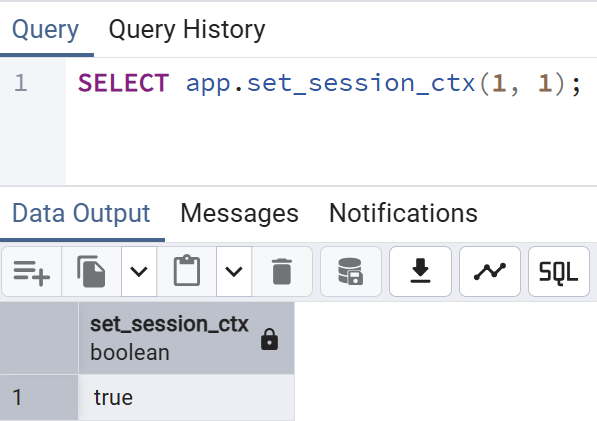 Query Query History
1 SELECT app.set_session_ctx(1, 1);
Data Output Messages Notifications
SQL
set_session_ctx
boolean
1 true